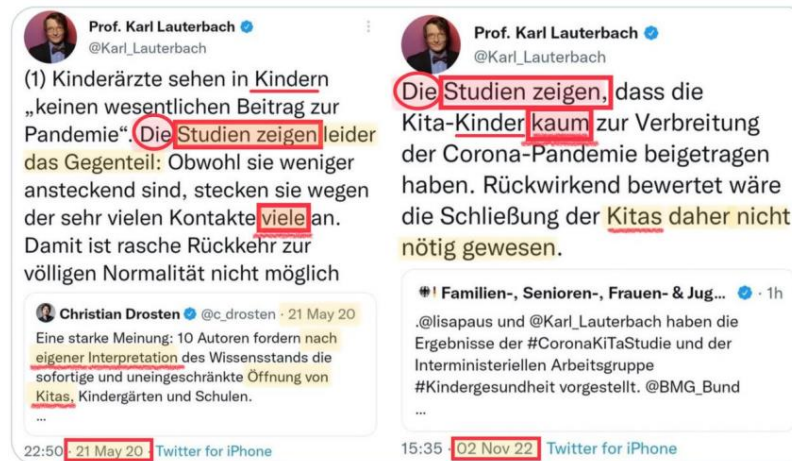 Prof. Karl Lauterbach
@Karl_Lauterbach
(1) Kinderärzte sehen in Kindern
„keinen wesentlichen Beitrag zur
Pandemie“. Die Studien zeigen leider
das Gegenteil: Obwohl sie weniger
ansteckend sind, stecken sie wegen
der sehr vielen Kontakte viele an.
Damit ist rasche Rückkehr zur
völligen Normalität nicht möglich
Christian Drosten @c_drosten · 21 May 20
Eine starke Meinung: 10 Autoren fordern nach
eigener Interpretation des Wissensstands die
sofortige und uneingeschränkte Öffnung von
Kitas, Kindergärten und Schulen.
...
22:50 · 21 May 20 · Twitter for iPhone
Prof. Karl Lauterbach
@Karl_Lauterbach
Die Studien zeigen, dass die
Kita-Kinder kaum zur Verbreitung
der Corona-Pandemie beigetragen
haben. Rückwirkend bewertet wäre
die Schließung der Kitas daher nicht
nötig gewesen.
Familien-, Senioren-, Frauen- & Jug... · 1h
.@lisapaus und @Karl_Lauterbach haben die
Ergebnisse der #CoronaKiTaStudie und der
Interministeriellen Arbeitsgruppe
#Kindergesundheit vorgestellt. @BMG_Bund
...
15:35 · 02 Nov 22 · Twitter for iPhone